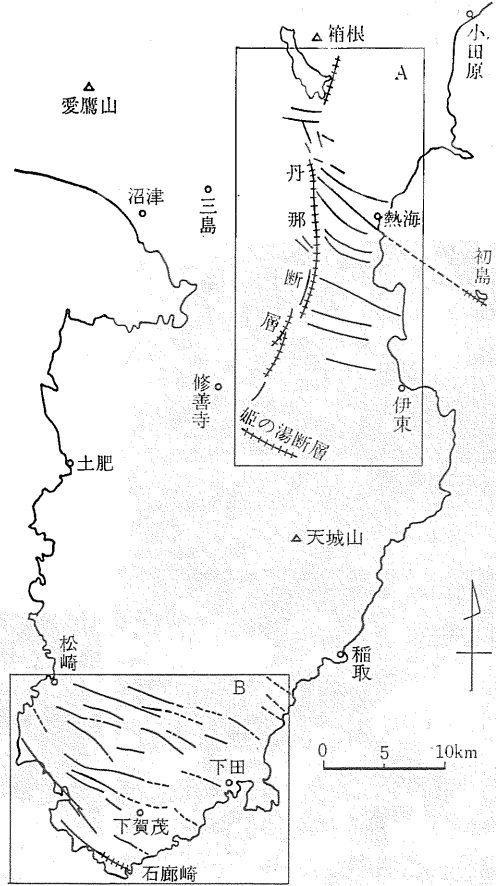 箱根
小田原
A
愛鷹山
沼津
三島
丹那断層
熱海
初島
修善寺
伊東
姫の湯断層
土肥
天城山
松崎
稲取
B
0 5 10km
下田
下賀茂
石廊崎